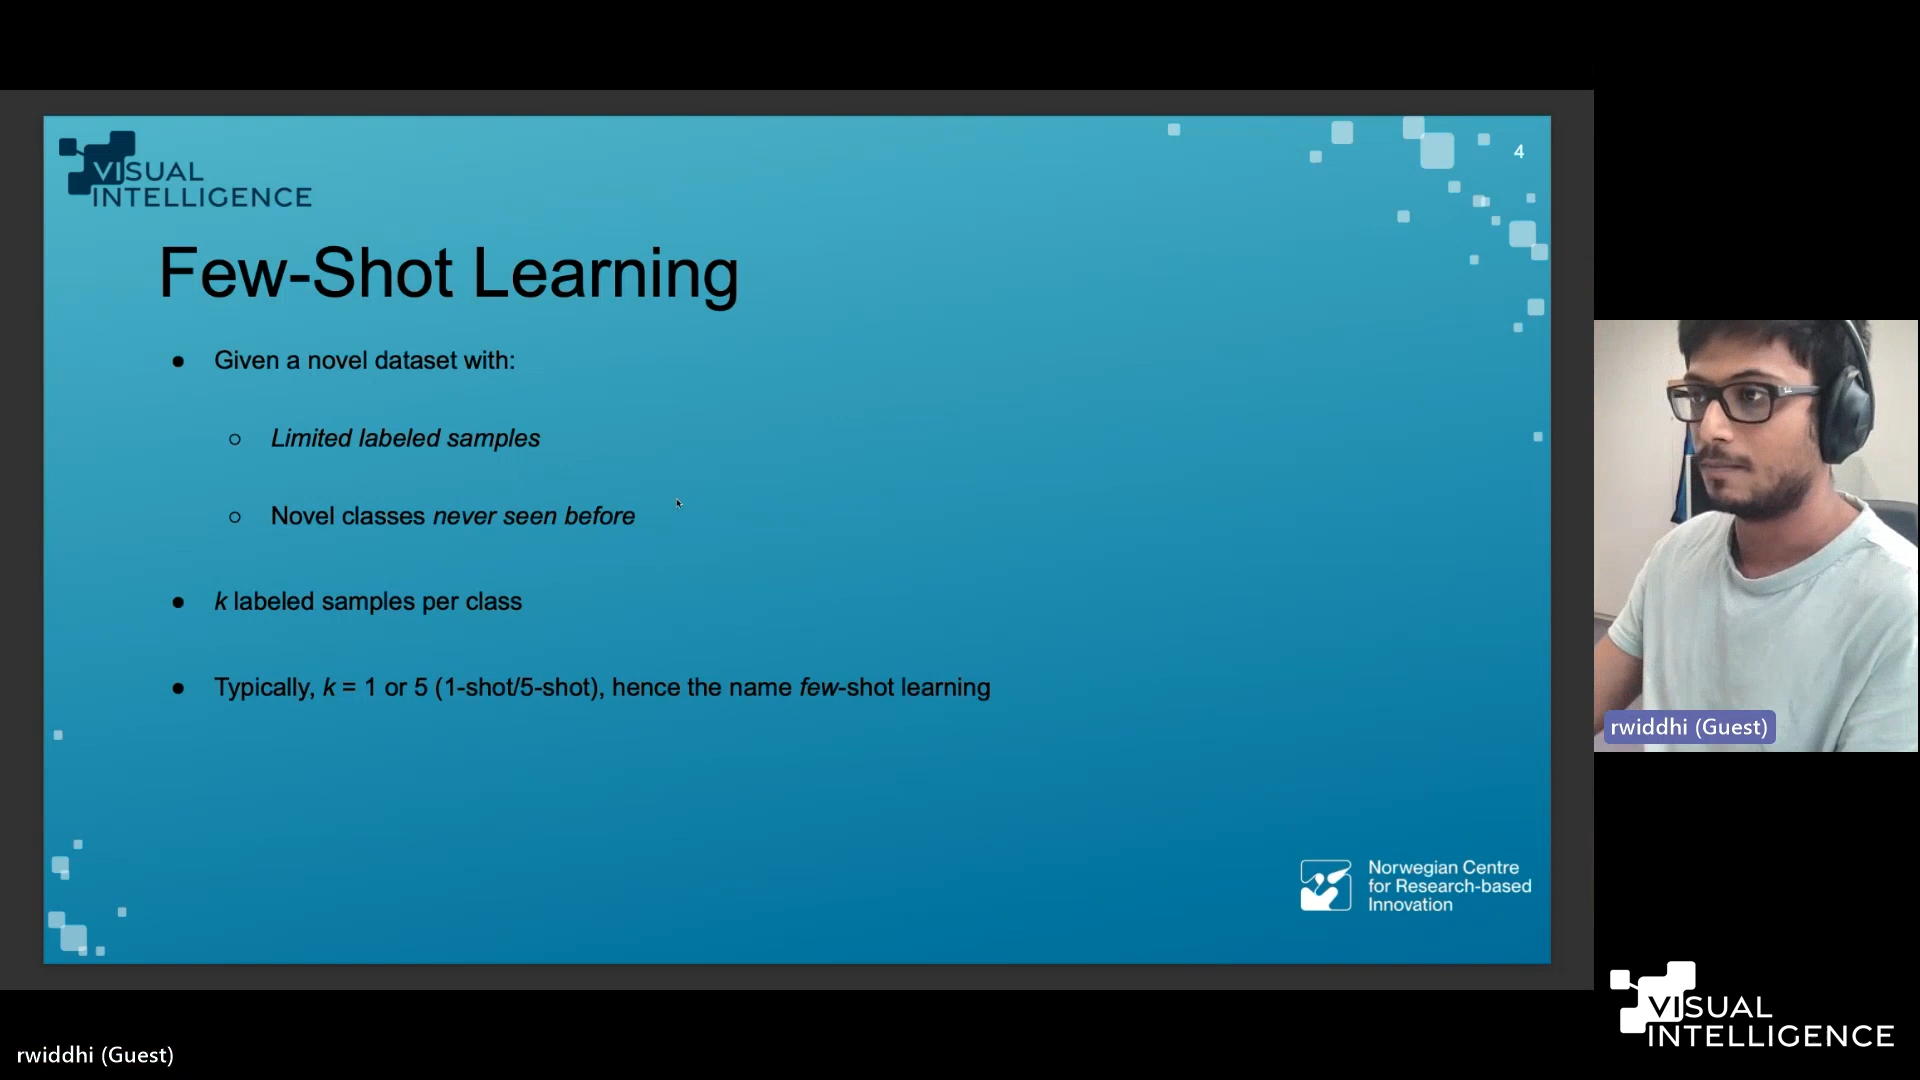 VISUAL
INTELLIGENCE
4
Few-Shot Learning
● Given a novel dataset with:
○ Limited labeled samples
○ Novel classes never seen before
● k labeled samples per class
● Typically, k = 1 or 5 (1-shot/5-shot), hence the name few-shot learning
Norwegian Centre
for Research-based
Innovation
rwiddhi (Guest)
VISUAL
INTELLIGENCE
rwiddhi (Guest)